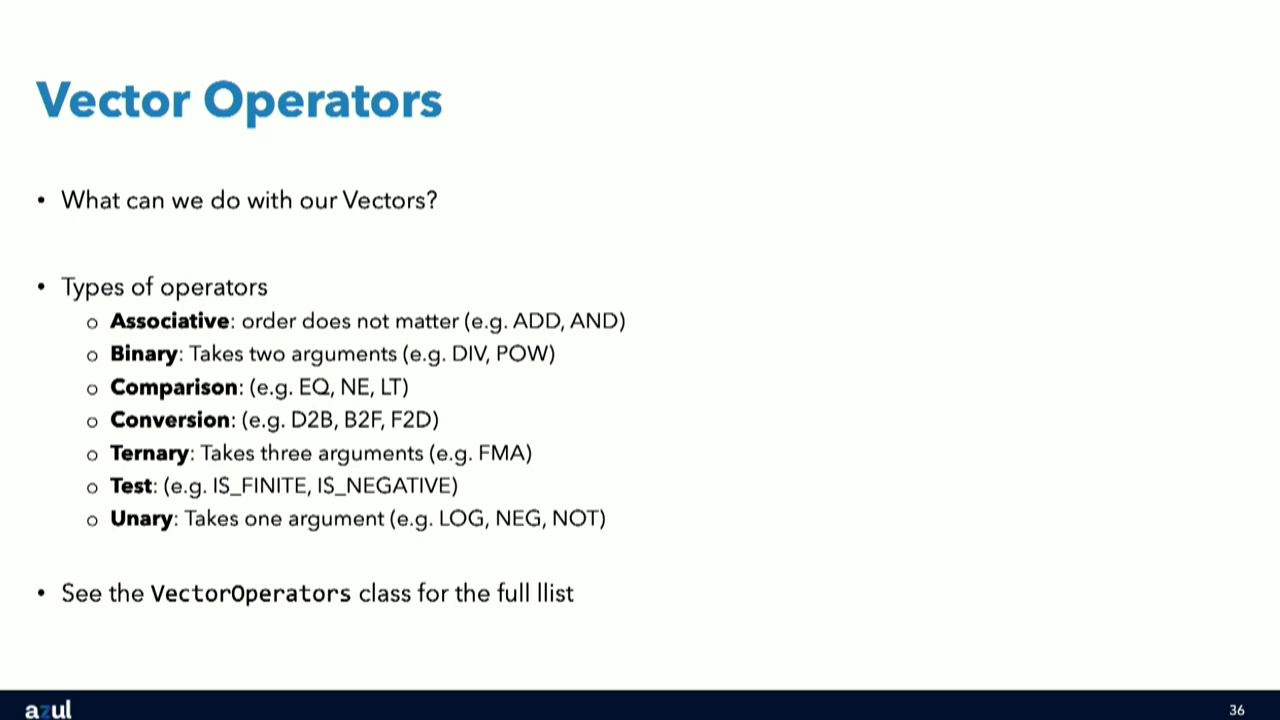 Vector Operators
• What can we do with our Vectors?
• Types of operators
○ Associative: order does not matter (e.g. ADD, AND)
○ Binary: Takes two arguments (e.g. DIV, POW)
○ Comparison: (e.g. EQ, NE, LT)
○ Conversion: (e.g. D2B, B2F, F2D)
○ Ternary: Takes three arguments (e.g. FMA)
○ Test: (e.g. IS_FINITE, IS_NEGATIVE)
○ Unary: Takes one argument (e.g. LOG, NEG, NOT)
• See the VectorOperators class for the full llist
azul
36